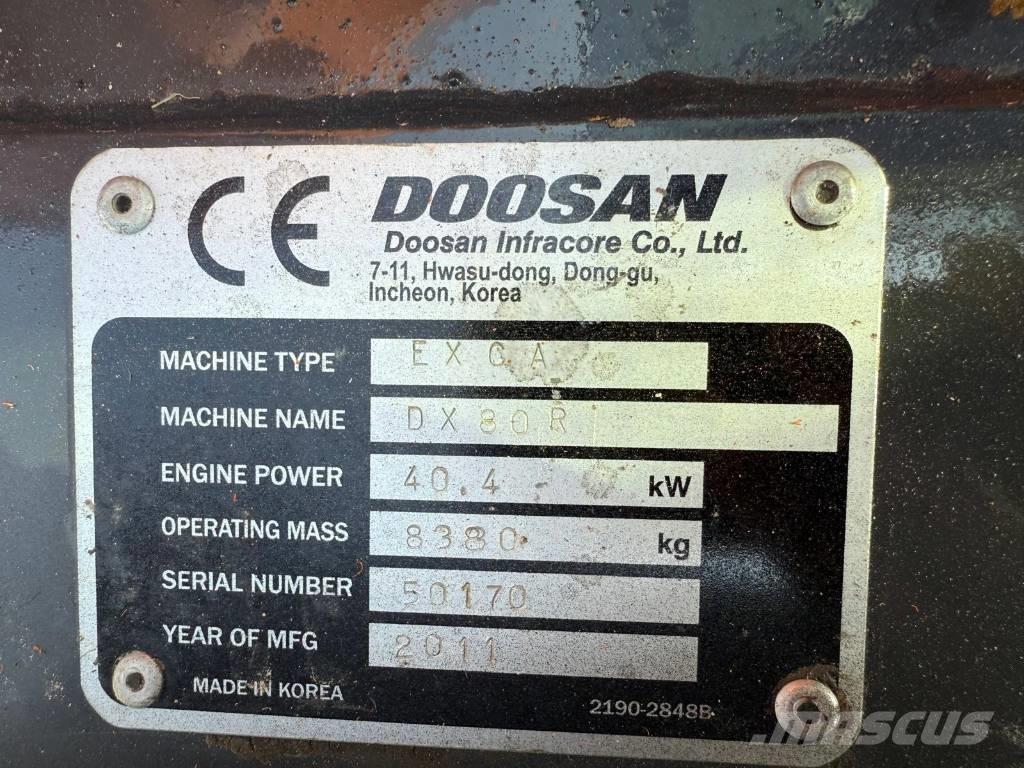 CE DOOSAN
Doosan Infracore Co., Ltd.
7-11, Hwasu-dong, Dong-gu,
Incheon, Korea
MACHINE TYPE EXCA
MACHINE NAME DX80R
ENGINE POWER 40.4 kW
OPERATING MASS 8380 kg
SERIAL NUMBER 50170
YEAR OF MFG 2011
MADE IN KOREA 2190-2848B
mascus